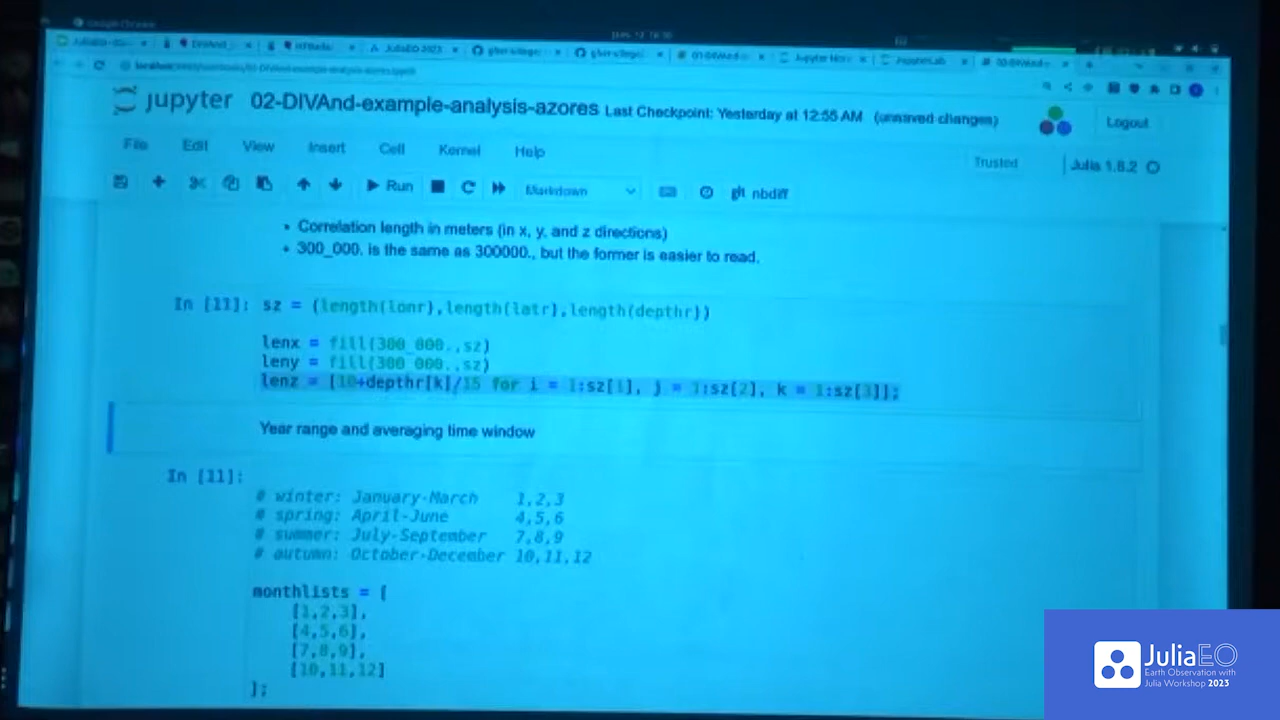 jupyter 02-DIVAnd-example-analysis-azores Last Checkpoint: Yesterday at 12:55 AM (unsaved changes)
Logout
File Edit View Insert Cell Kernel Help
Trusted
Julia 1.8.2
Run
Markdown
nbdiff
Correlation length in meters (in x, y, and z directions)
300_000. is the same as 300000., but the former is easier to read.
In [11]: sz = (length(lonr),length(latr),length(depthr))
lenx = fill(300_000.,sz)
leny = fill(300_000.,sz)
lenz = [10+depthr[k]/15 for i = 1:sz[1], j = 1:sz[2], k = 1:sz[3]];
Year range and averaging time window
In [11]:
# winter: January-March 1,2,3
# spring: April-June 4,5,6
# summer: July-September 7,8,9
# autumn: October-December 10,11,12
monthlists = [
[1,2,3],
[4,5,6],
[7,8,9],
[10,11,12]
];
JuliaEO
Earth Observation with
Julia Workshop 2023